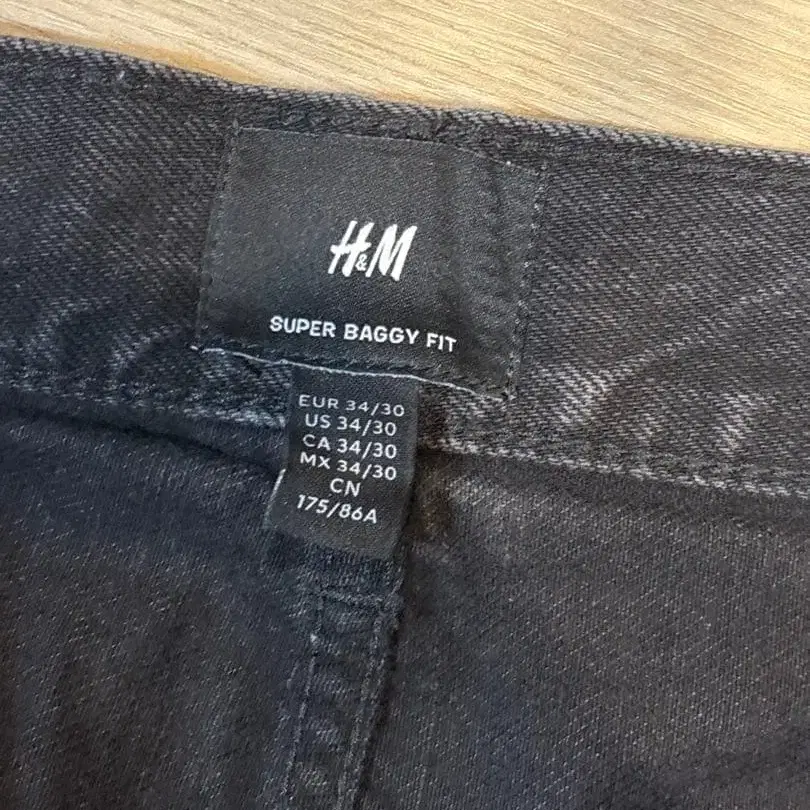 H&M
SUPER BAGGY FIT
EUR 34/30
US 34/30
CA 34/30
MX 34/30
CN
175/86A